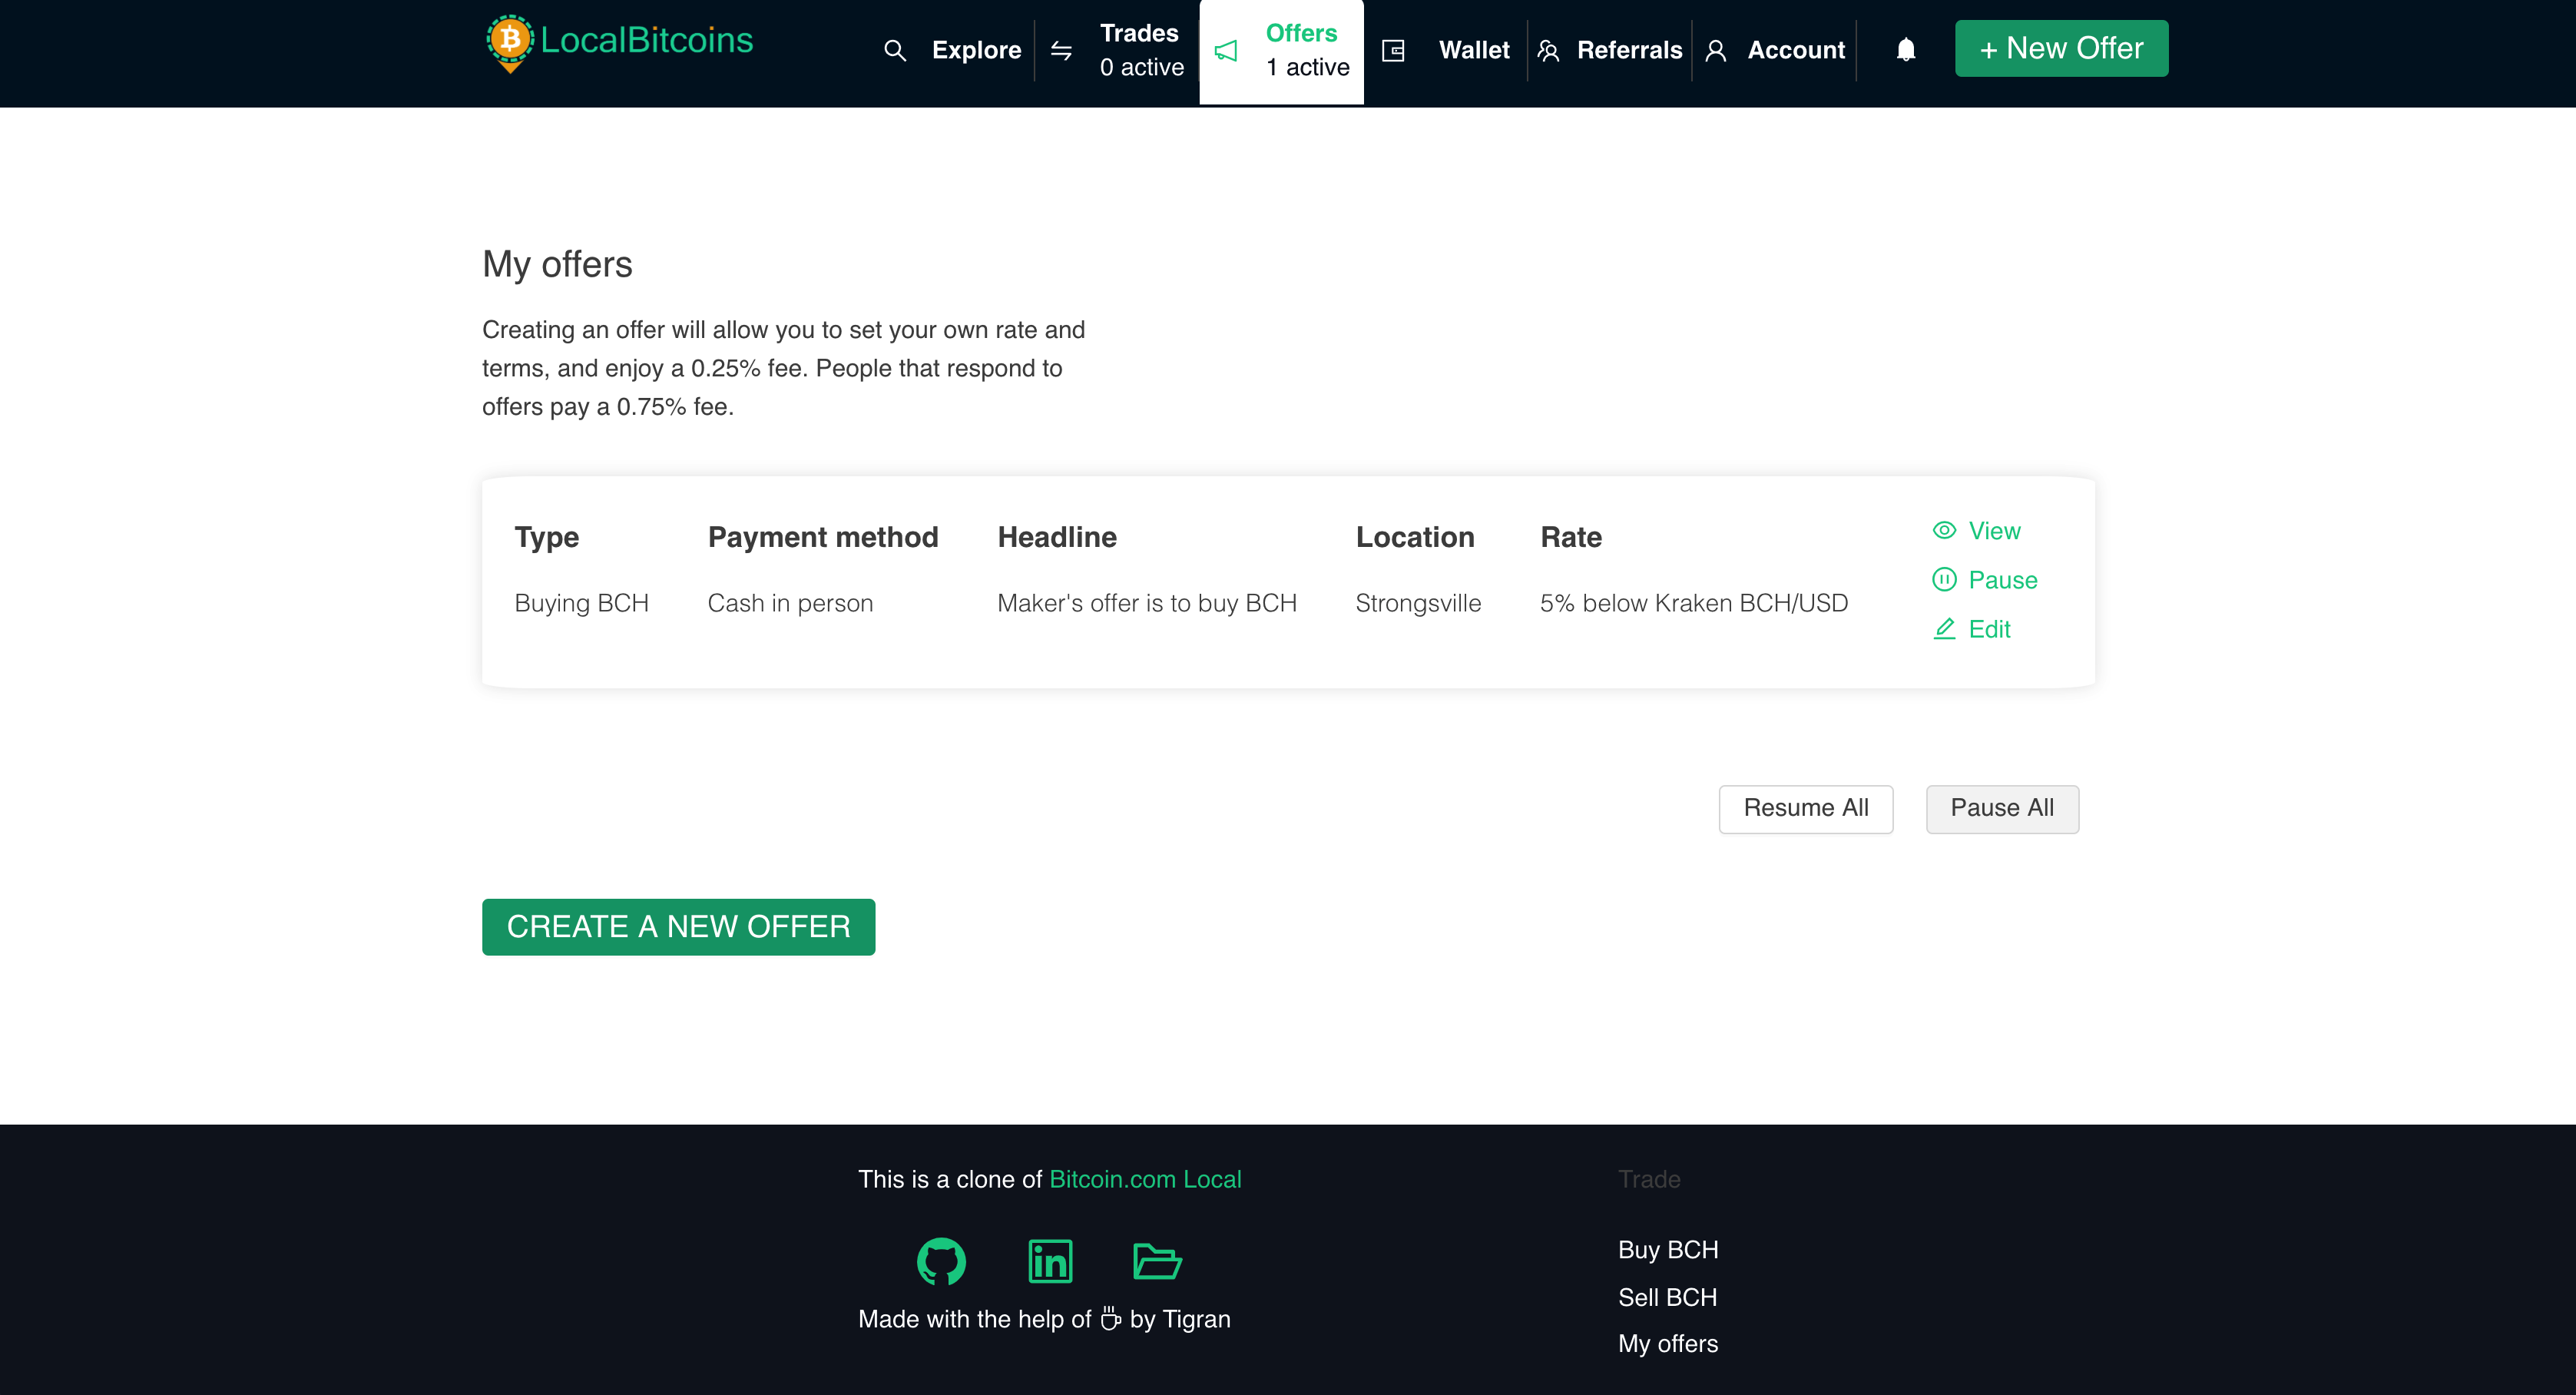 LocalBitcoins
Explore
Trades
0 active
Offers
1 active
Wallet
Referrals
Account
+ New Offer
My offers
Creating an offer will allow you to set your own rate and
terms, and enjoy a 0.25% fee. People that respond to
offers pay a 0.75% fee.
Type Payment method Headline Location Rate
Buying BCH Cash in person Maker's offer is to buy BCH Strongsville 5% below Kraken BCH/USD
View
Pause
Edit
Resume All Pause All
CREATE A NEW OFFER
This is a clone of Bitcoin.com Local
Made with the help of by Tigran
Trade
Buy BCH
Sell BCH
My offers